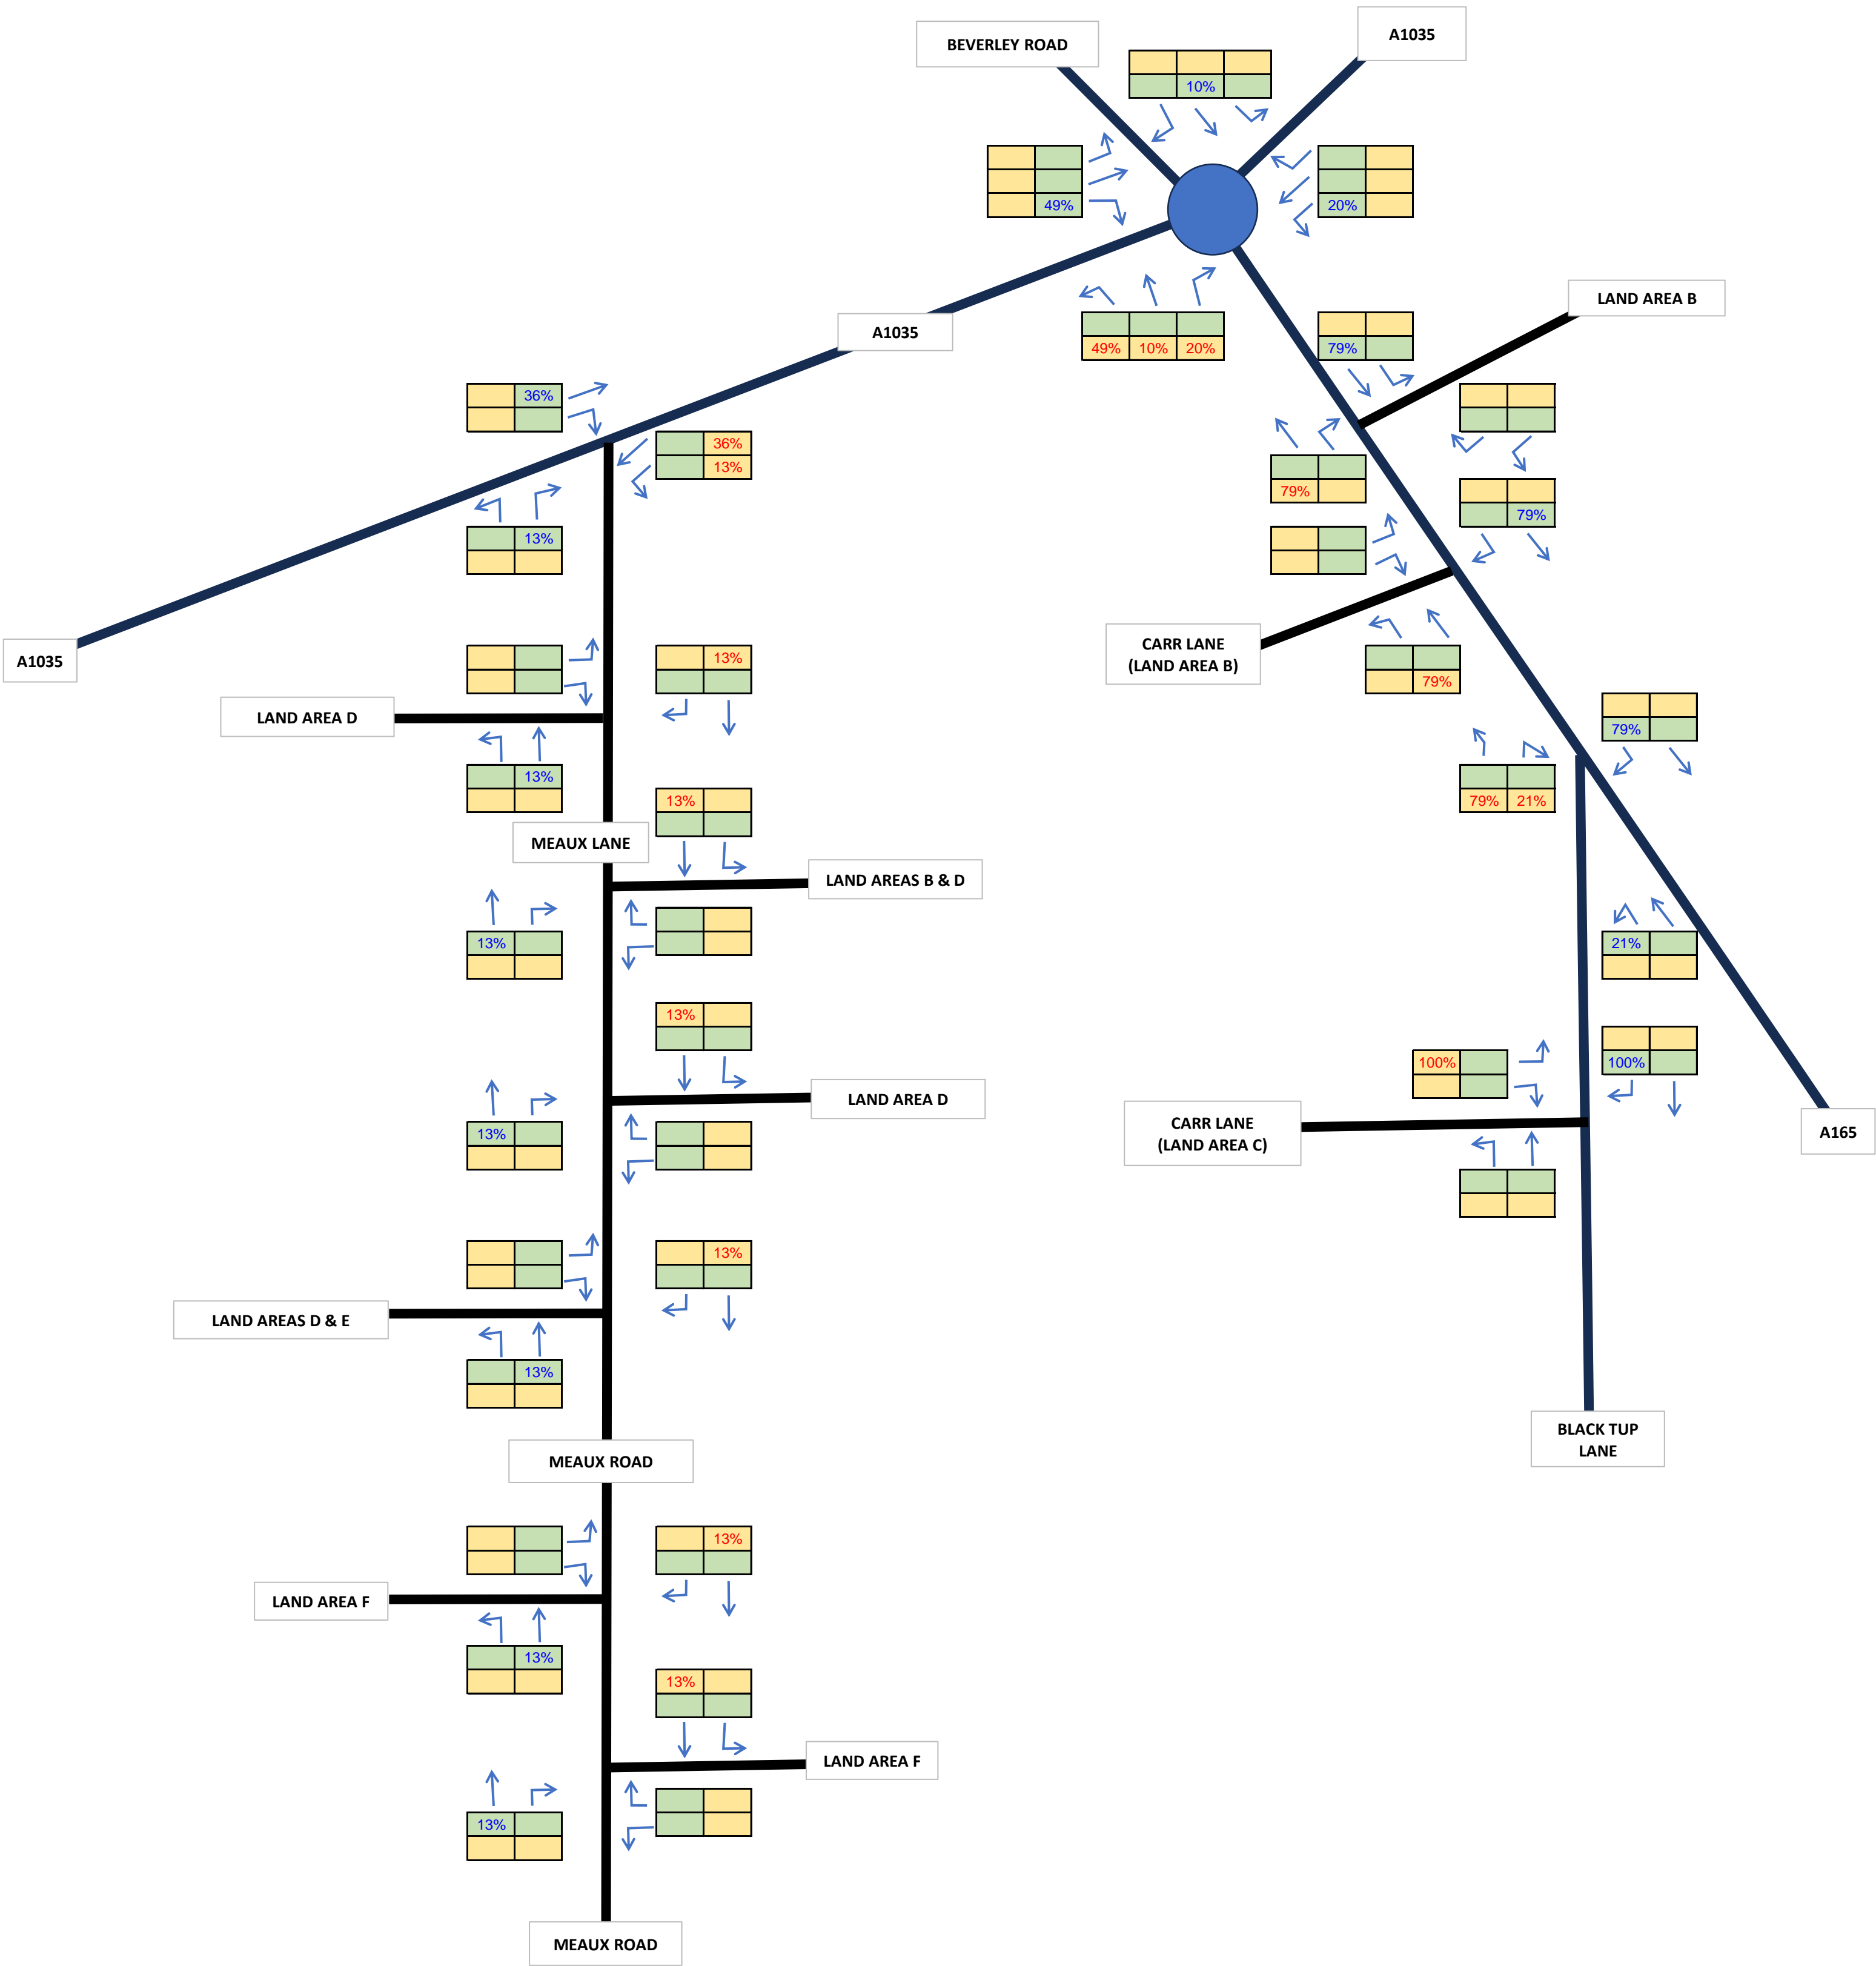 BEVERLEY ROAD
A1035
10%
49%
20%
LAND AREA B
A1035
49% 10% 20%
79%
36%
36%
13%
79%
79%
13%
CARR LANE
(LAND AREA B)
A1035
13%
79%
LAND AREA D
79%
13%
79% 21%
13%
MEAUX LANE
LAND AREAS B & D
13%
21%
13%
100%
100%
LAND AREA D
CARR LANE
(LAND AREA C)
A165
13%
13%
LAND AREAS D & E
13%
BLACK TUP
LANE
MEAUX ROAD
13%
LAND AREA F
13%
13%
LAND AREA F
13%
MEAUX ROAD